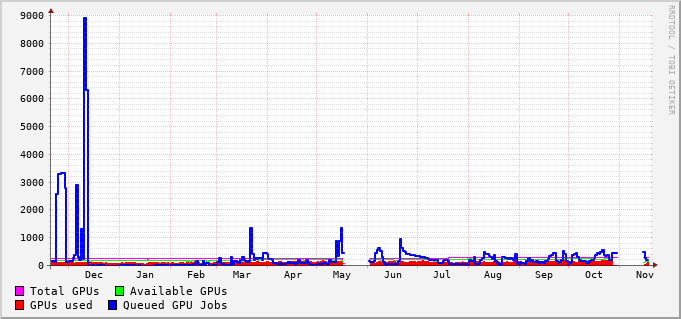 9000
8000
7000
6000
5000
4000
3000
2000
1000
0
Dec Jan Feb Mar Apr May Jun Jul Aug Sep Oct Nov
Total GPUs Available GPUs
GPUs used Queued GPU Jobs
RRDTOOL / TOBI OETIKER